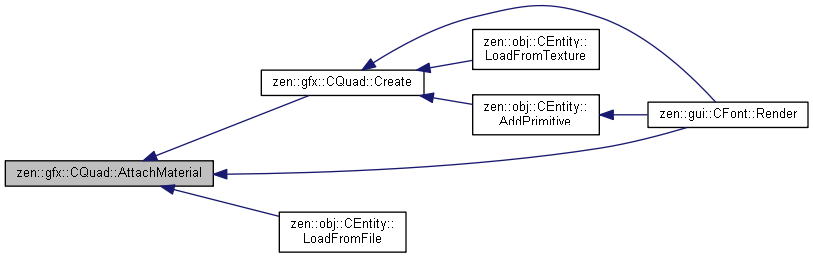 zen::obj::CEntity::
LoadFromTexture
zen::gfx::CQuad::Create
zen::obj::CEntity::
AddPrimitive
zen::gui::CFont::Render
zen::gfx::CQuad::AttachMaterial
zen::obj::CEntity::
LoadFromFile